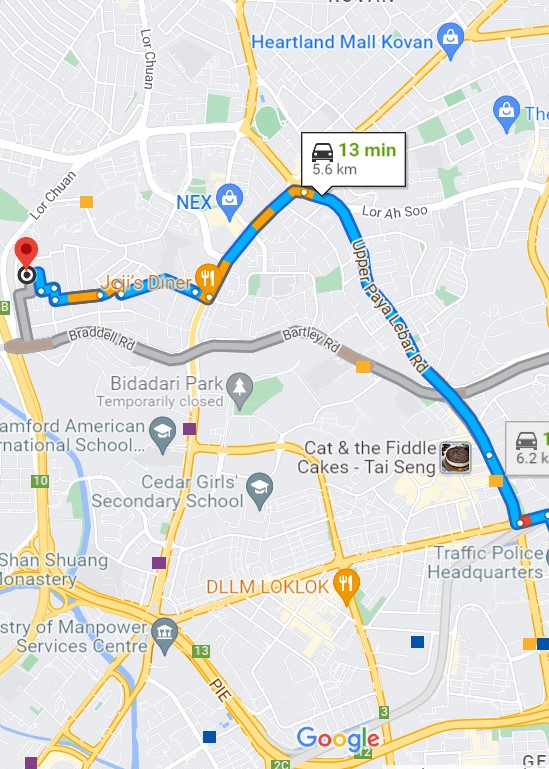 KOVAN
Lor Chuan
Heartland Mall Kovan
The
13 min
5.6 km
Lor Chuan
NEX
Lor Ah Soo
Joji's Diner
Upper Paya Lebar Rd
B
Braddell Rd
Bartley Rd
Bidadari Park
Temporarily closed
amford American
rnational School...
Cat & the Fiddle
Cakes - Tai Seng
1
6.2 k
10
Cedar Girls'
Secondary School
Shan Shuang
Monastery
Traffic Police
Headquarters
DLLM LOKLOK
stry of Manpower
Services Centre
13
PIE
3
Google
12
2C
GE